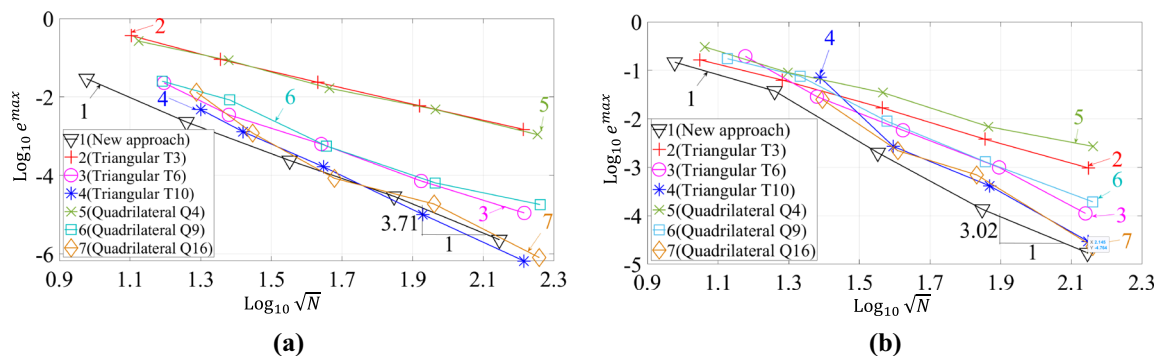 0
-2
-4
-6
Log₁₀ e^max
0.9 1.1 1.3 1.5 1.7 1.9 2.1 2.3
Log₁₀ √N
2
1
4
6
5
3
7
3.71
1
1(New approach)
2(Triangular T3)
3(Triangular T6)
4(Triangular T10)
5(Quadrilateral Q4)
6(Quadrilateral Q9)
7(Quadrilateral Q16)
(a)
0
-1
-2
-3
-4
-5
Log₁₀ e^max
0.9 1.1 1.3 1.5 1.7 1.9 2.1 2.3
Log₁₀ √N
4
1
5
2
6
3
7
3.02
1
X 2.142
Y -4.784
1(New approach)
2(Triangular T3)
3(Triangular T6)
4(Triangular T10)
5(Quadrilateral Q4)
6(Quadrilateral Q9)
7(Quadrilateral Q16)
(b)